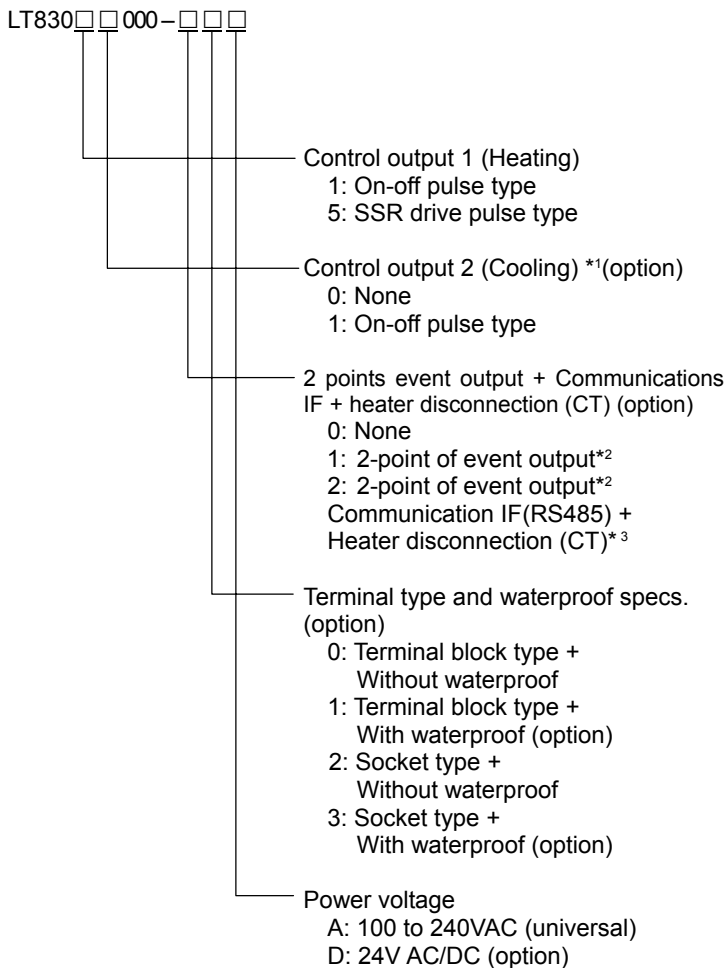 LT830□□000–□□□
Control output 1 (Heating)
1: On-off pulse type
5: SSR drive pulse type
Control output 2 (Cooling) *1(option)
0: None
1: On-off pulse type
2 points event output + Communications
IF + heater disconnection (CT) (option)
0: None
1: 2-point of event output*2
2: 2-point of event output*2
Communication IF(RS485) +
Heater disconnection (CT)* 3
Terminal type and waterproof specs.
(option)
0: Terminal block type +
Without waterproof
1: Terminal block type +
With waterproof (option)
2: Socket type +
Without waterproof
3: Socket type +
With waterproof (option)
Power voltage
A: 100 to 240VAC (universal)
D: 24V AC/DC (option)